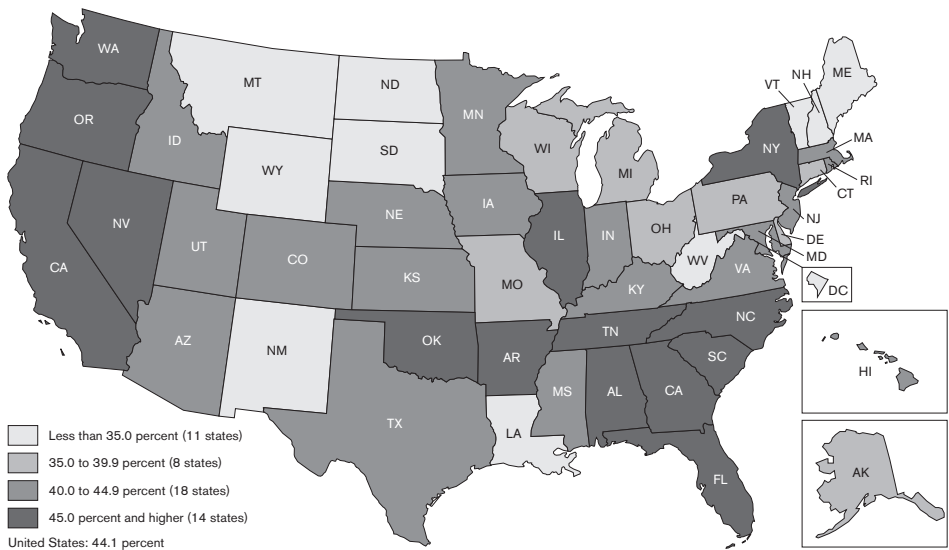 WA
OR
CA
NV
ID
MT
WY
UT
CO
AZ
NM
ND
SD
NE
KS
OK
TX
MN
IA
MO
AR
LA
WI
IL
MI
IN
OH
KY
TN
MS
AL
CA
FL
SC
NC
VA
WV
PA
NY
VT
NH
ME
MA
RI
CT
NJ
DE
MD
DC
HI
AK
Less than 35.0 percent (11 states)
35.0 to 39.9 percent (8 states)
40.0 to 44.9 percent (18 states)
45.0 percent and higher (14 states)
United States: 44.1 percent